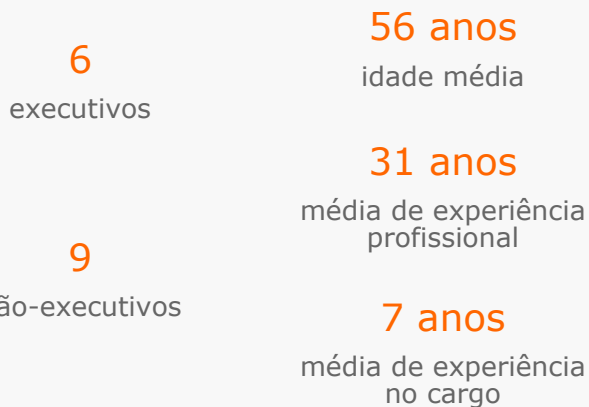 6
executivos
9
ão-executivos
56 anos
idade média
31 anos
média de experiência
profissional
7 anos
média de experiência
no cargo